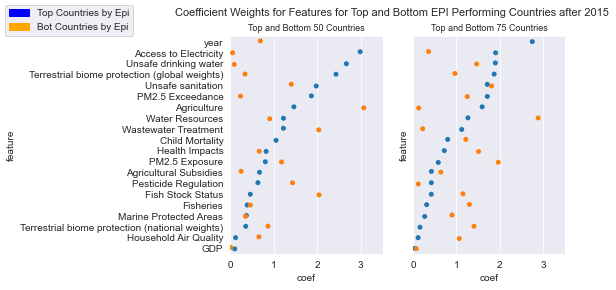 Top Countries by Epi
Bot Countries by Epi
Coefficient Weights for Features for Top and Bottom EPI Performing Countries after 2015
Top and Bottom 50 Countries
Top and Bottom 75 Countries
feature
year
Access to Electricity
Unsafe drinking water
Terrestrial biome protection (global weights)
Unsafe sanitation
PM2.5 Exceedance
Agriculture
Water Resources
Wastewater Treatment
Child Mortality
Health Impacts
PM2.5 Exposure
Agricultural Subsidies
Pesticide Regulation
Fish Stock Status
Fisheries
Marine Protected Areas
Terrestrial biome protection (national weights)
Household Air Quality
GDP
0 1 2 3
coef
feature
0 1 2 3
coef